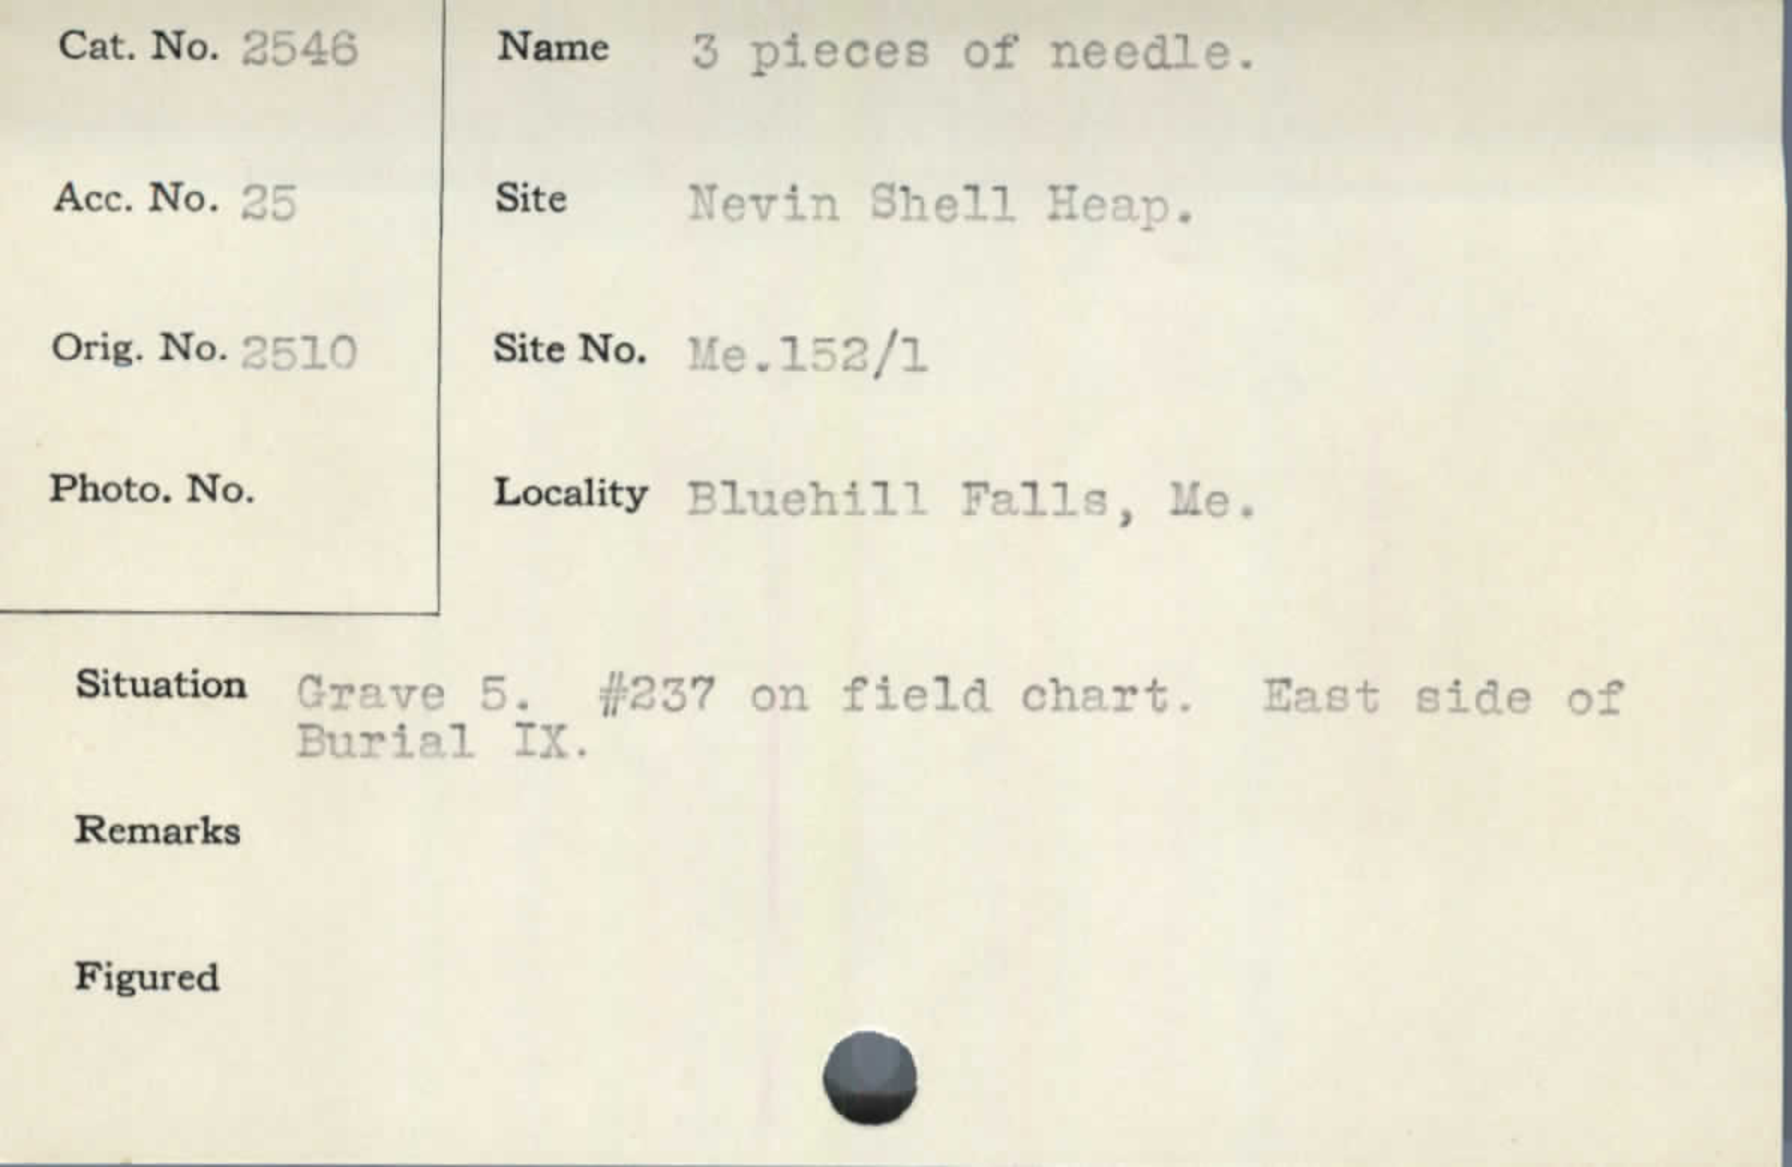 Cat. No. 2546
Acc. No. 25
Orig. No. 2510
Photo. No.
Name 3 pieces of needle.
Site Nevin Shell Heap.
Site No. Me.152/1
Locality Bluehill Falls, Me.
Situation Grave 5. #237 on field chart. East side of
Burial IX.
Remarks
Figured